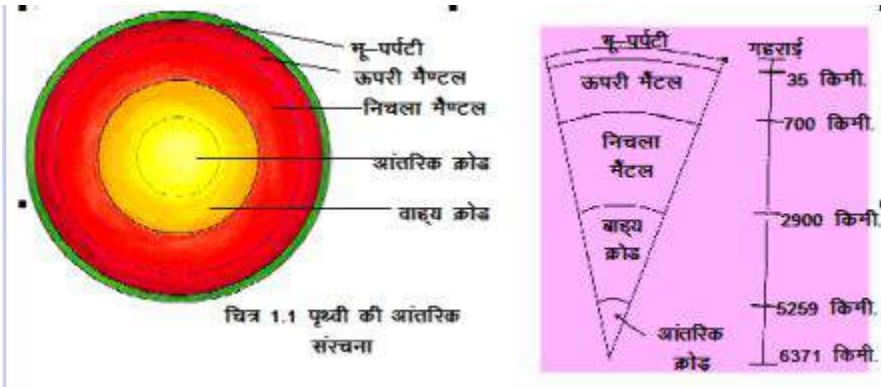 भू–पर्पटी
ऊपरी मैण्टल
निचला मैण्टल
आंतरिक क्रोड
वाह्य क्रोड
चित्र 1.1 पृथ्वी की आंतरिक
संरचना
भू–पर्पटी
गहराई
ऊपरी मैंटल
35 किमी.
700 किमी.
निचला
मैंटल
2900 किमी.
बाह्य
क्रोड
5259 किमी.
आंतरिक
क्रोड
6371 किमी.